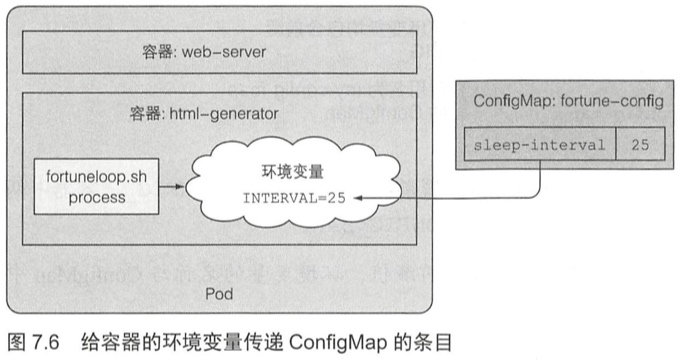 容器: web-server
容器: html-generator
fortuneloop.sh
process
环境变量
INTERVAL=25
ConfigMap: fortune-config
sleep-interval 25
Pod
图 7.6 给容器的环境变量传递 ConfigMap 的条目